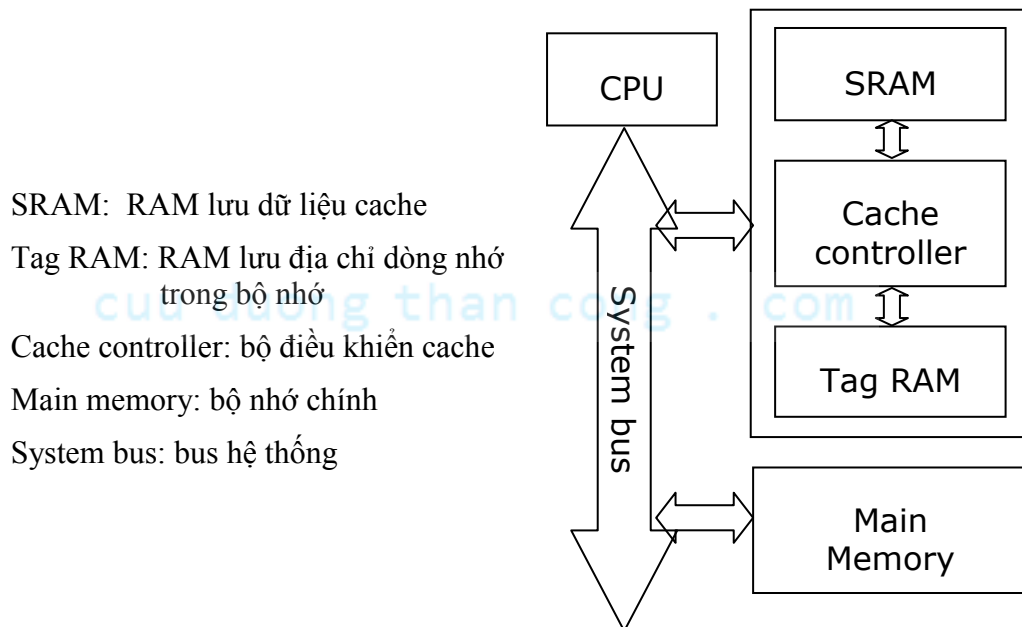 SRAM: RAM lưu dữ liệu cache
Tag RAM: RAM lưu địa chỉ dòng nhớ
trong bộ nhớ
Cache controller: bộ điều khiển cache
Main memory: bộ nhớ chính
System bus: bus hệ thống
CPU
System bus
SRAM
Cache
controller
Tag RAM
Main
Memory
cuu duong than cong . com